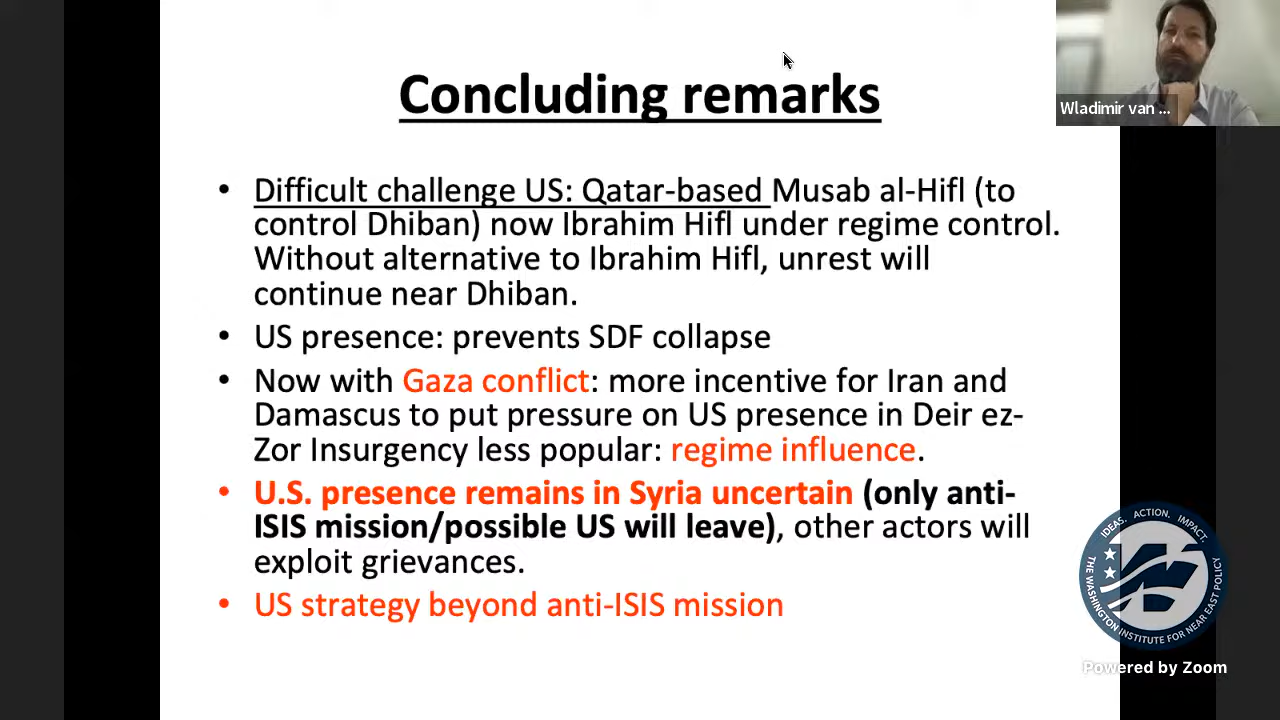 Concluding remarks
Wladimir van ...
• Difficult challenge US: Qatar-based Musab al-Hifl (to
control Dhiban) now Ibrahim Hifl under regime control.
Without alternative to Ibrahim Hifl, unrest will
continue near Dhiban.
• US presence: prevents SDF collapse
• Now with Gaza conflict: more incentive for Iran and
Damascus to put pressure on US presence in Deir ez-
Zor Insurgency less popular: regime influence.
• U.S. presence remains in Syria uncertain (only anti-
ISIS mission/possible US will leave), other actors will
exploit grievances.
• US strategy beyond anti-ISIS mission
IDEAS. ACTION. IMPACT.
THE WASHINGTON INSTITUTE FOR NEAR EAST POLICY
Powered by Zoom